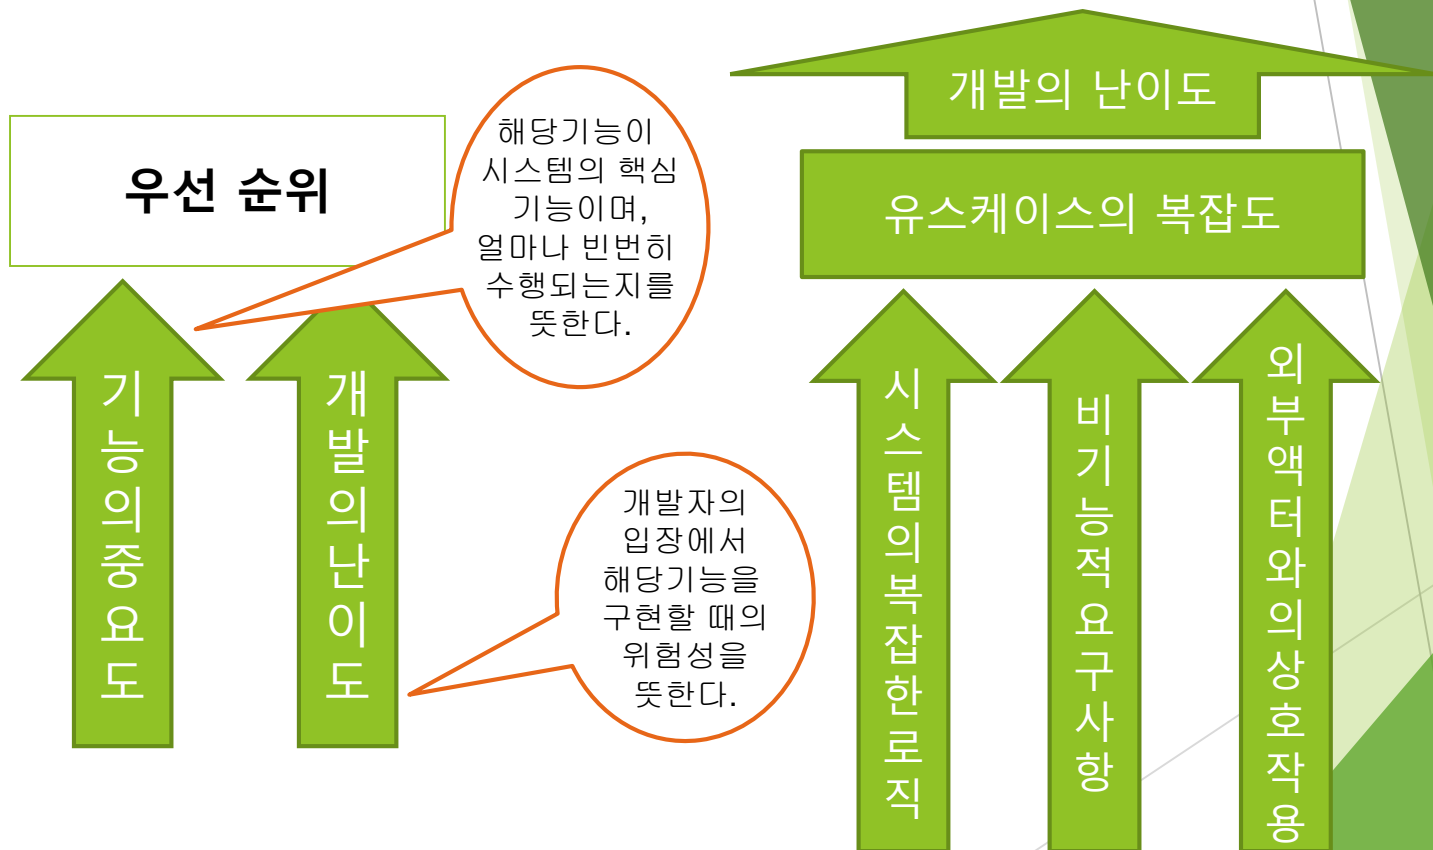 우선 순위
해당기능이
시스템의 핵심
기능이며,
얼마나 빈번히
수행되는지를
뜻한다.
기능의중요도
개발의난이도
개발자의
입장에서
해당기능을
구현할 때의
위험성을
뜻한다.
개발의 난이도
유스케이스의 복잡도
시스템의복잡한로직
비기능적요구사항
외부액터와의상호작용